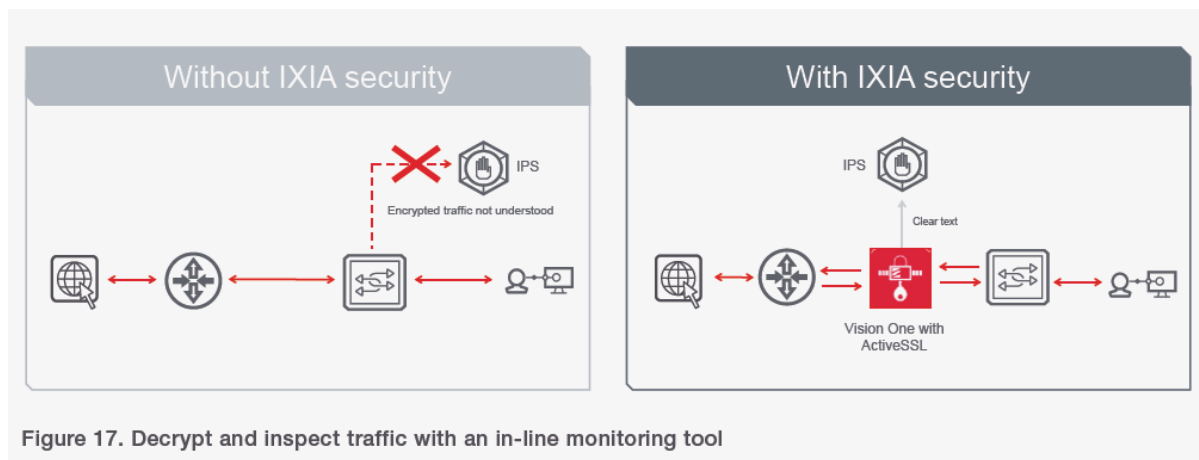 Without IXIA security
IPS
Encrypted traffic not understood
With IXIA security
IPS
Clear text
Vision One with
ActiveSSL
Figure 17. Decrypt and inspect traffic with an in-line monitoring tool